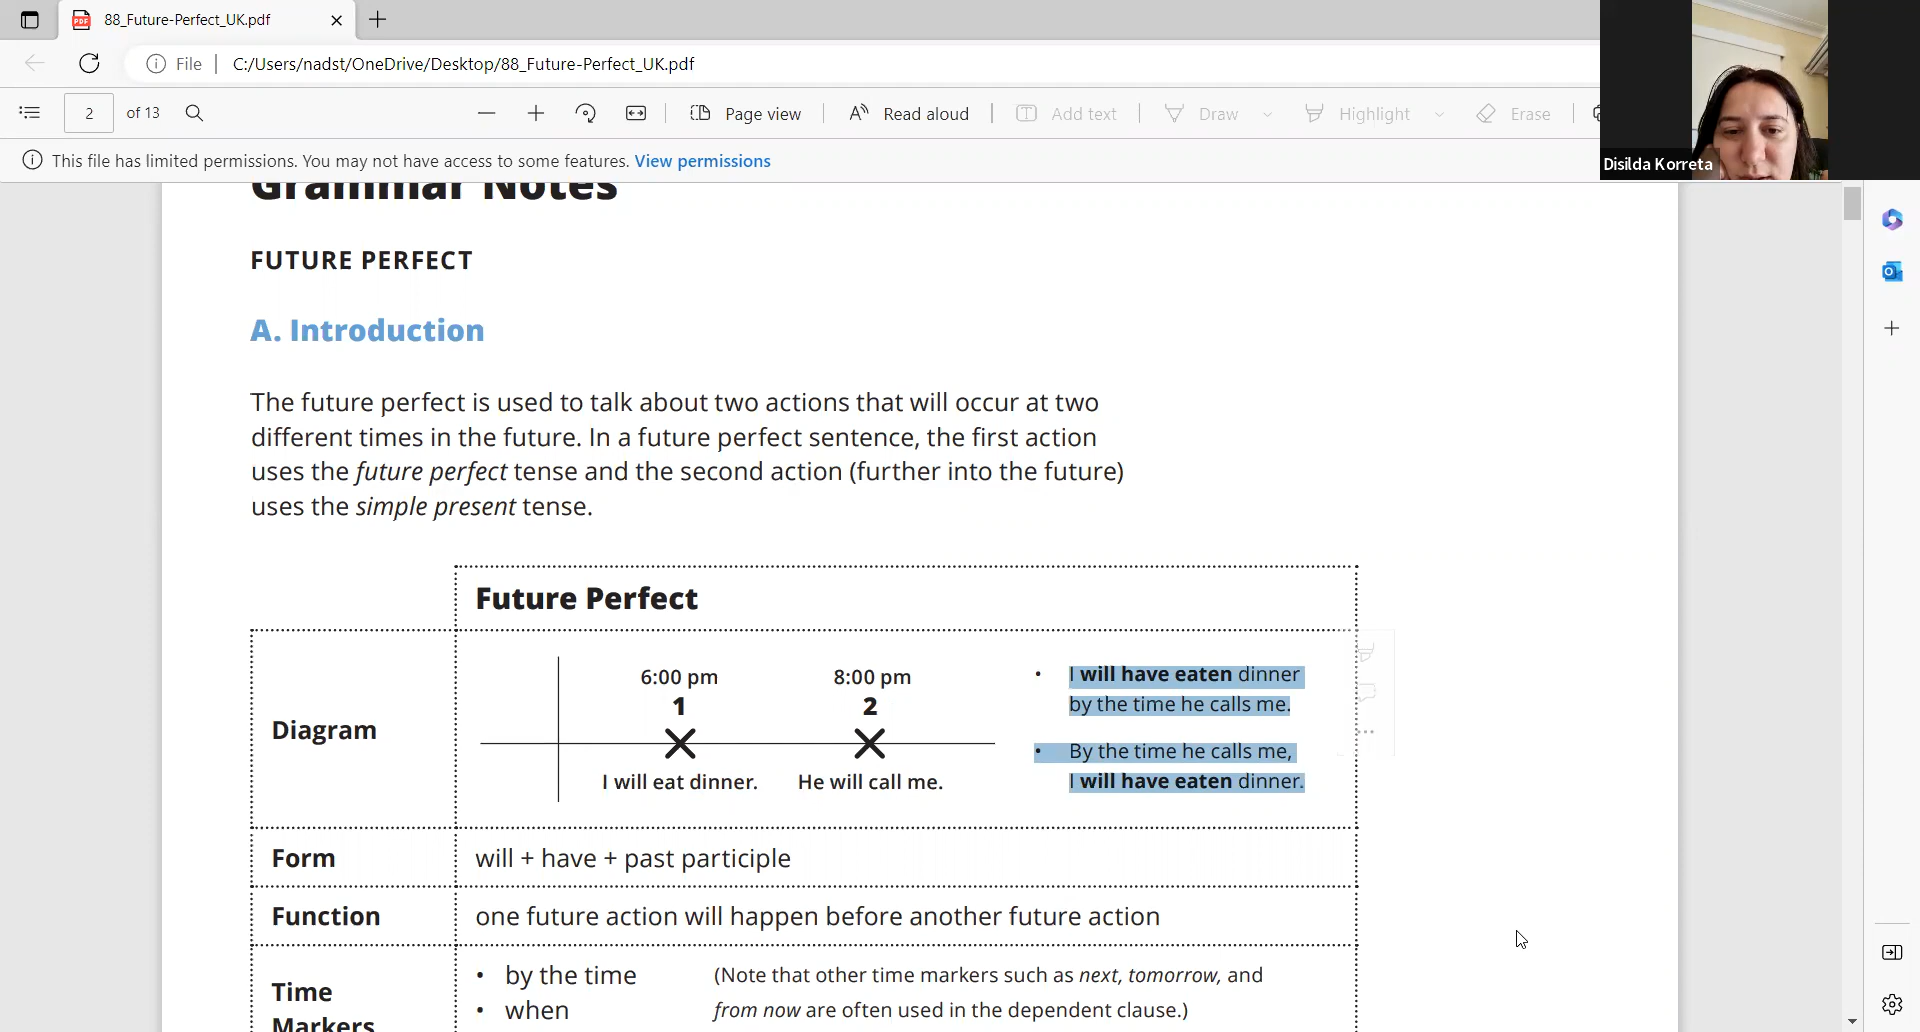 88_Future-Perfect_UK.pdf
File
C:/Users/nadst/OneDrive/Desktop/88_Future-Perfect_UK.pdf
2 of 13
Page view
Read aloud
Add text
Draw
Highlight
Erase
This file has limited permissions. You may not have access to some features. View permissions
Disilda Korreta
Grammar Notes
FUTURE PERFECT
A. Introduction
The future perfect is used to talk about two actions that will occur at two
different times in the future. In a future perfect sentence, the first action
uses the future perfect tense and the second action (further into the future)
uses the simple present tense.
Future Perfect
Diagram
6:00 pm
1
I will eat dinner.
8:00 pm
2
He will call me.
• I will have eaten dinner
by the time he calls me.
• By the time he calls me,
I will have eaten dinner.
Form
will + have + past participle
Function
one future action will happen before another future action
Time
Markers
• by the time
• when
(Note that other time markers such as next, tomorrow, and
from now are often used in the dependent clause.)